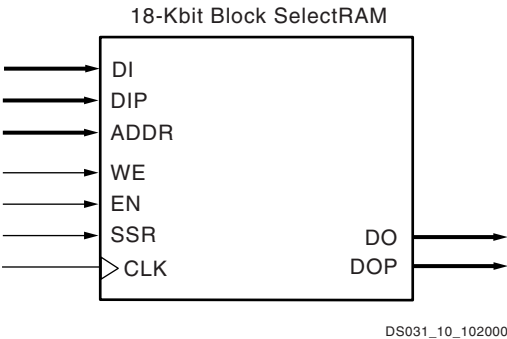 18-Kbit Block SelectRAM
DI
DIP
ADDR
WE
EN
SSR
CLK
DO
DOP
DS031_10_102000